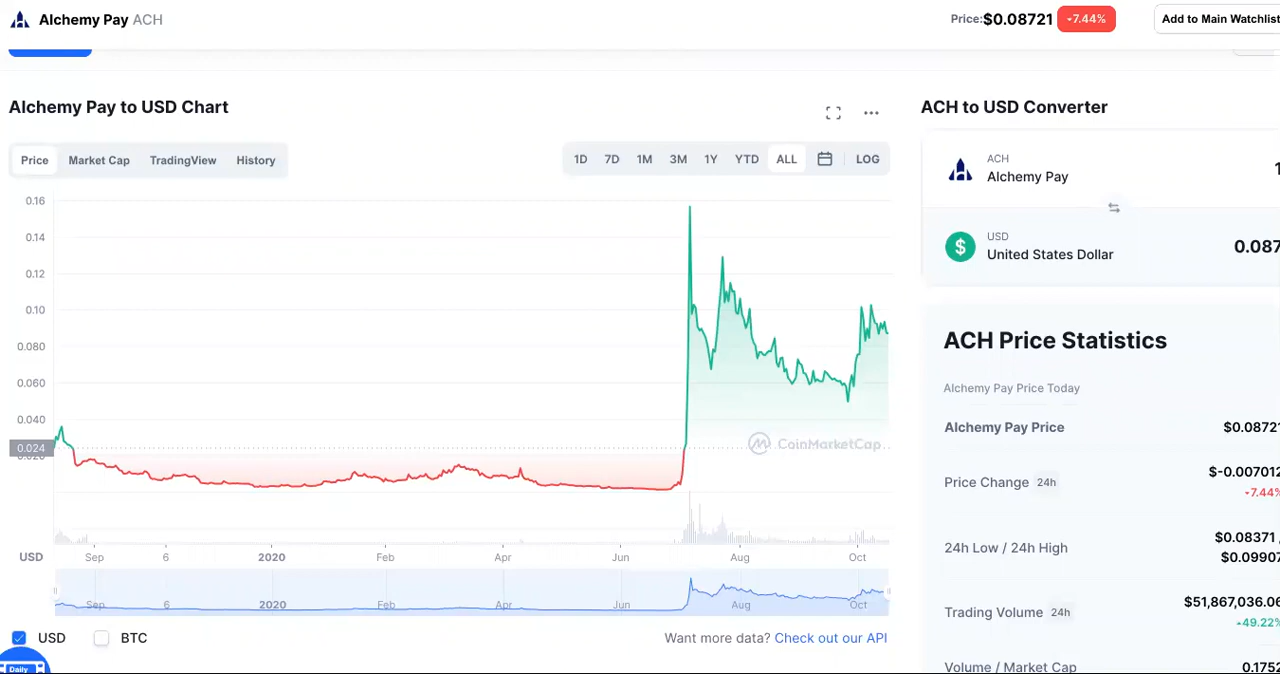 Alchemy Pay ACH
Price:$0.08721 -7.44% Add to Main Watchlist
Alchemy Pay to USD Chart
Price Market Cap TradingView History
1D 7D 1M 3M 1Y YTD ALL LOG
0.16
0.14
0.12
0.10
0.080
0.060
0.040
0.024
CoinMarketCap
USD Sep 6 2020 Feb Apr Jun Aug Oct
Sep 6 2020 Feb Apr Jun Aug Oct
USD BTC
Want more data? Check out our API
Daily
ACH to USD Converter
ACH
Alchemy Pay 1
USD
United States Dollar 0.087
ACH Price Statistics
Alchemy Pay Price Today
Alchemy Pay Price $0.08721
Price Change 24h $-0.007012
7.44%
24h Low / 24h High $0.08371 /
$0.09907
Trading Volume 24h $51,867,036.06
49.22%
Volume / Market Cap 0.1752